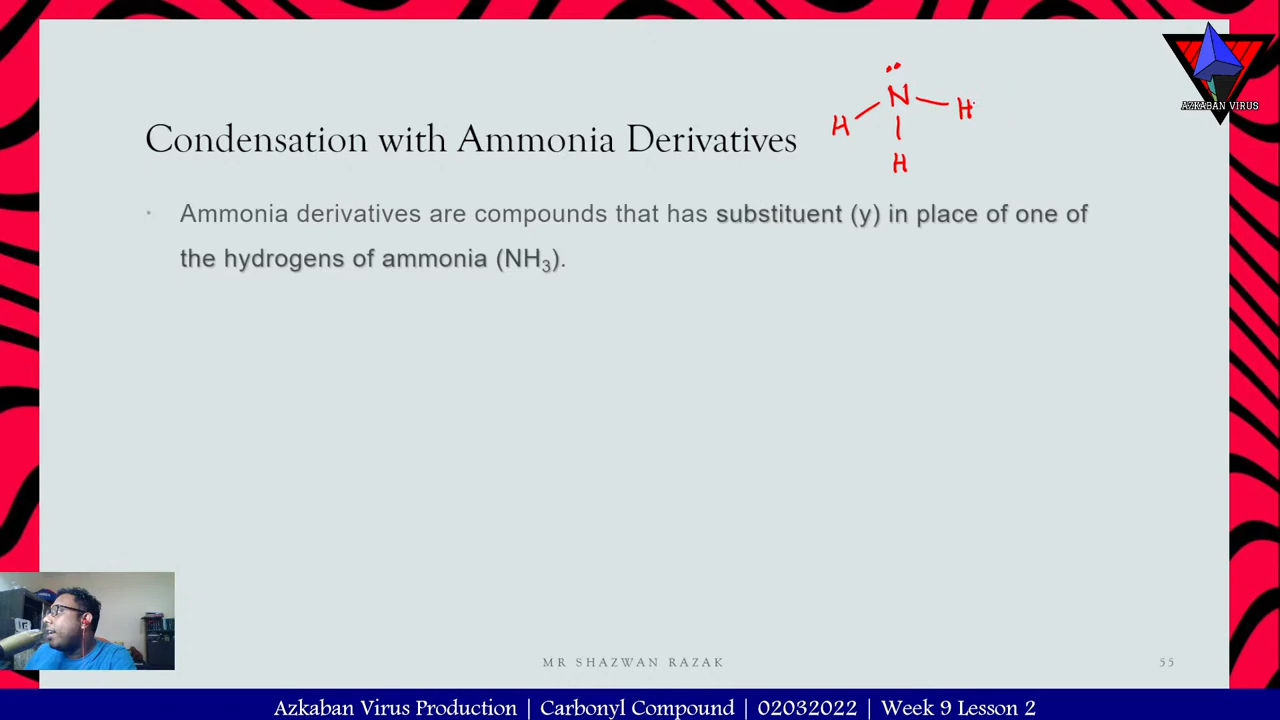 N
H
H
H
AZKABAN VIRUS
Condensation with Ammonia Derivatives
• Ammonia derivatives are compounds that has substituent (y) in place of one of
the hydrogens of ammonia (NH₃).
MR SHAZWAN RAZAK
55
Azkaban Virus Production | Carbonyl Compound | 02032022 | Week 9 Lesson 2